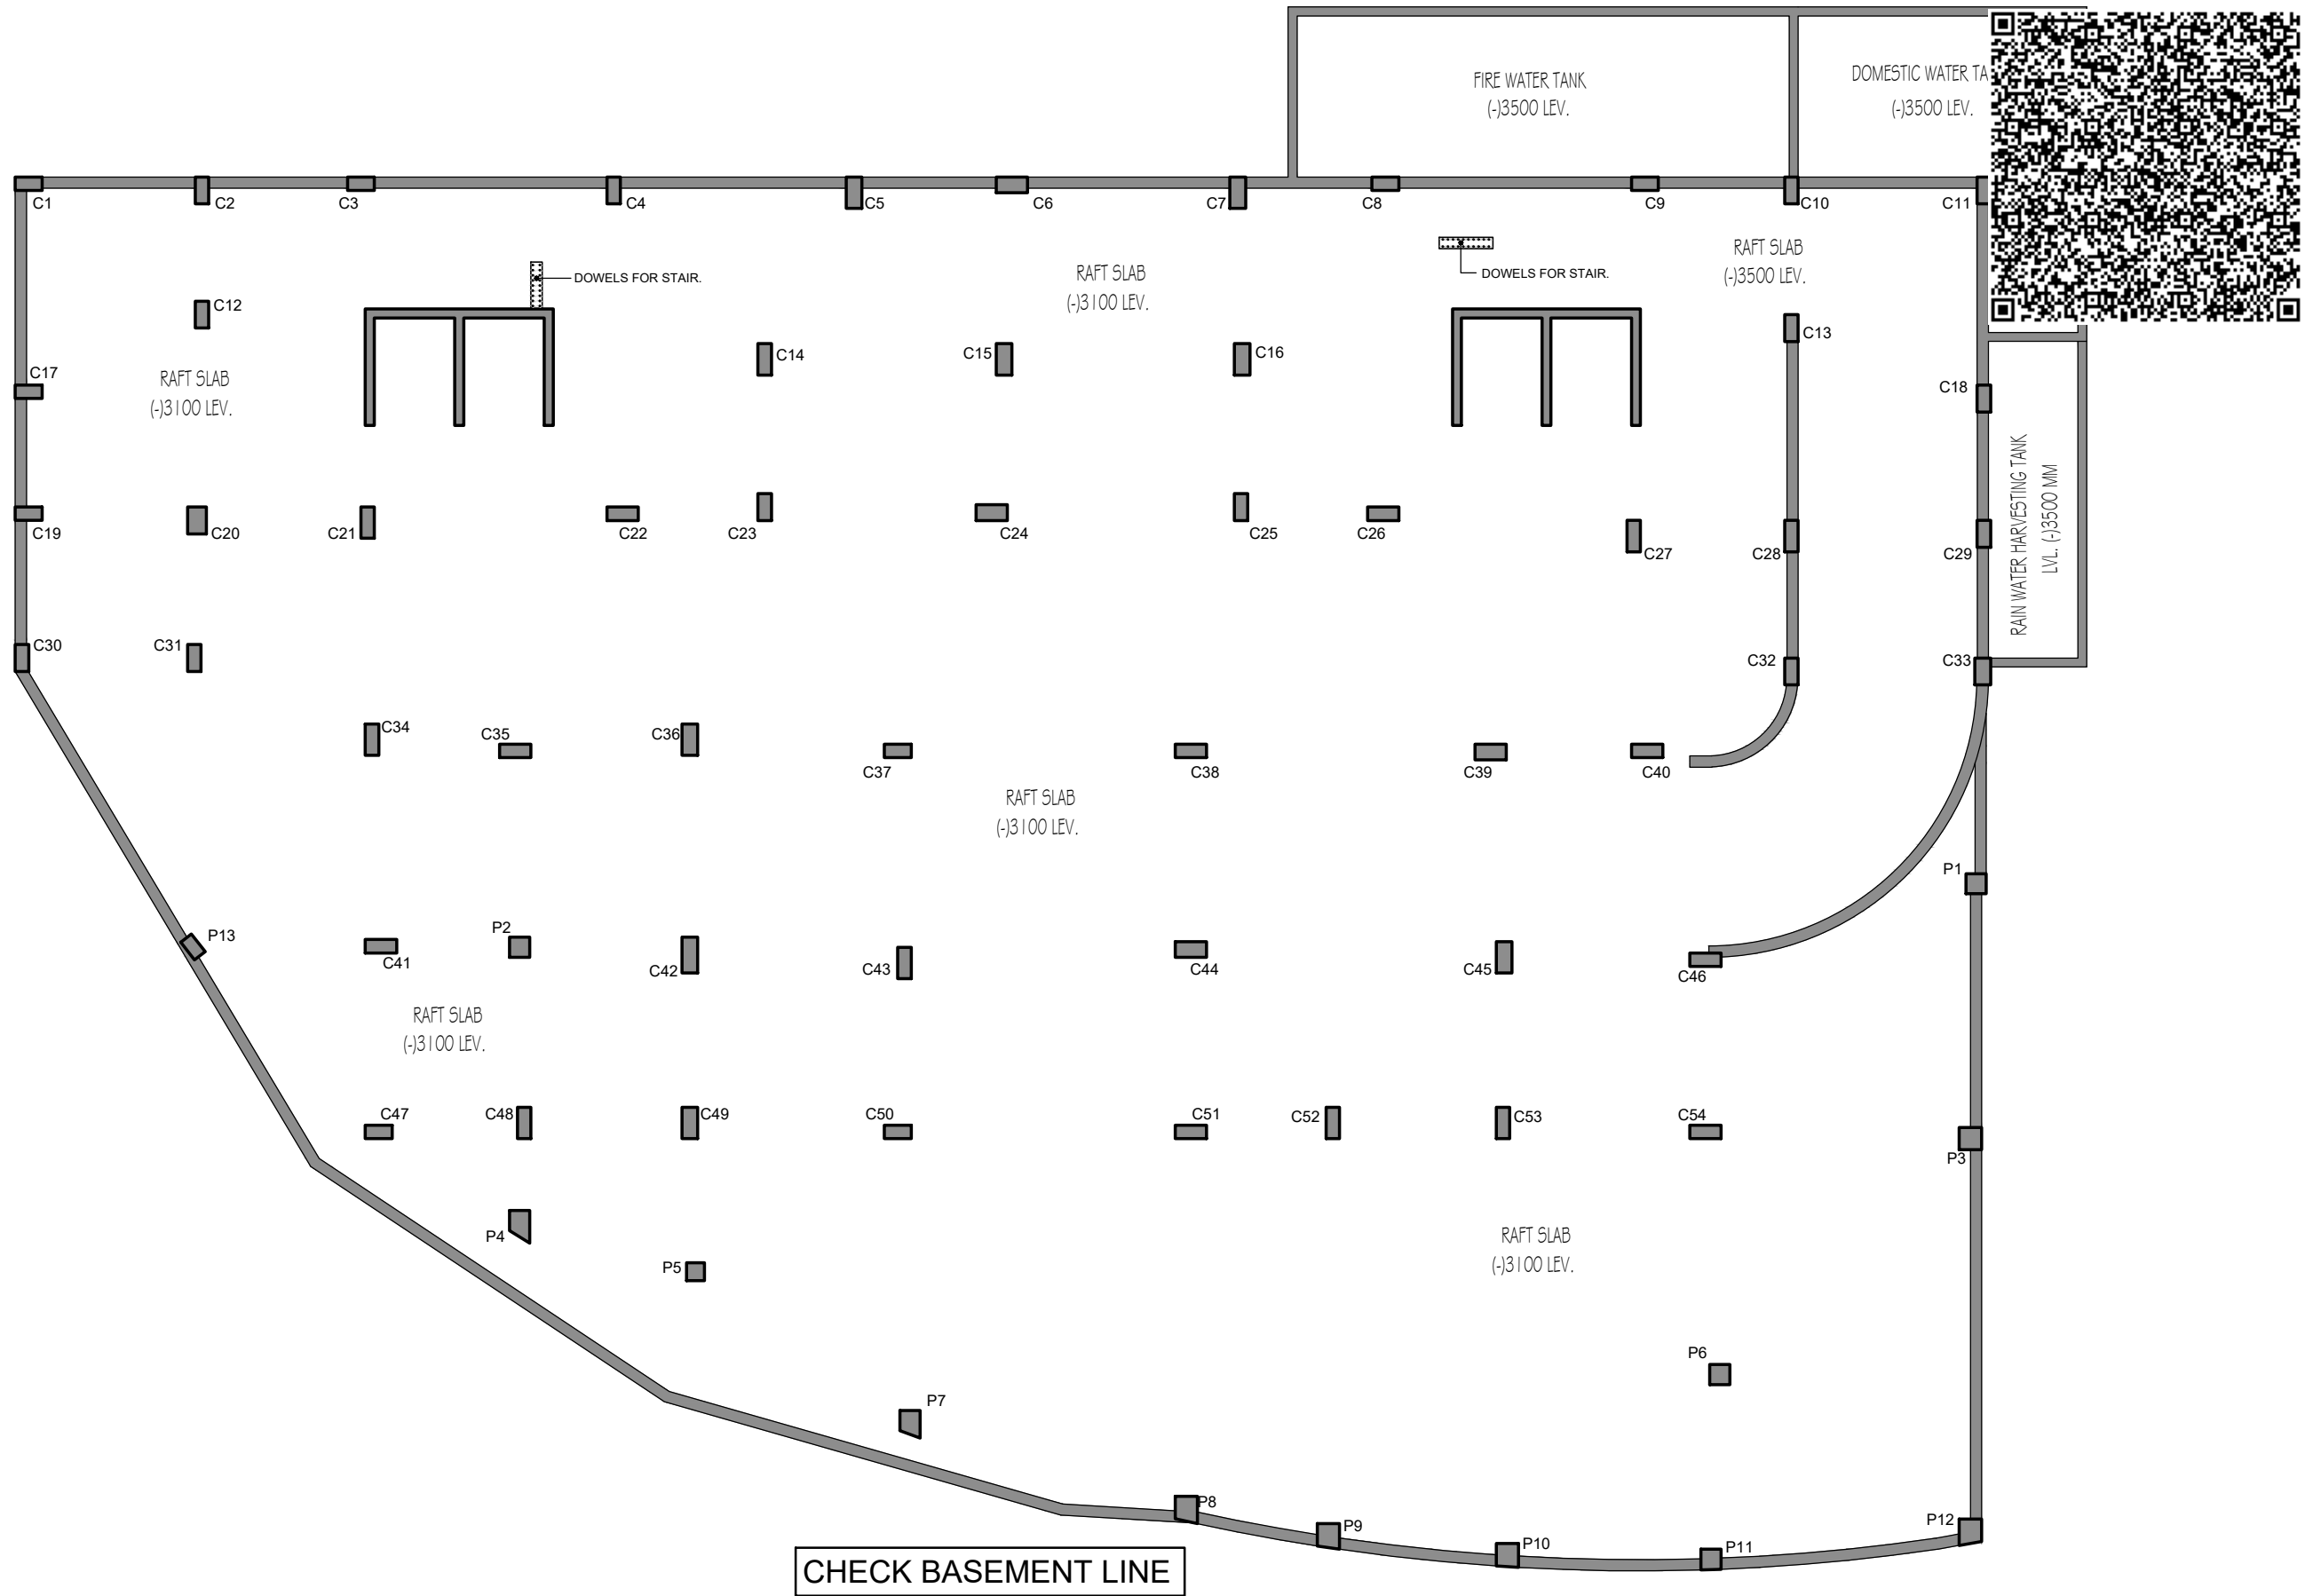 FIRE WATER TANK
(-)3500 LEV.
DOMESTIC WATER TA
(-)3500 LEV.
C1
C2
C3
C4
C5
C6
C7
C8
C9
C10
C11
RAFT SLAB
(-)3500 LEV.
RAFT SLAB
(-)3100 LEV.
DOWELS FOR STAIR.
DOWELS FOR STAIR.
C12
C13
C14
C15
C16
C17
RAFT SLAB
(-)3100 LEV.
C18
RAIN WATER HARVESTING TANK
LVL. (-)3500 MM
C19
C20
C21
C22
C23
C24
C25
C26
C27
C28
C29
C30
C31
C32
C33
C34
C35
C36
C37
C38
C39
C40
RAFT SLAB
(-)3100 LEV.
P1
P13
C41
P2
C42
C43
C44
C45
C46
RAFT SLAB
(-)3100 LEV.
C47
C48
C49
C50
C51
C52
C53
C54
P3
P4
P5
RAFT SLAB
(-)3100 LEV.
P6
P7
P8
P9
P10
P11
P12
CHECK BASEMENT LINE